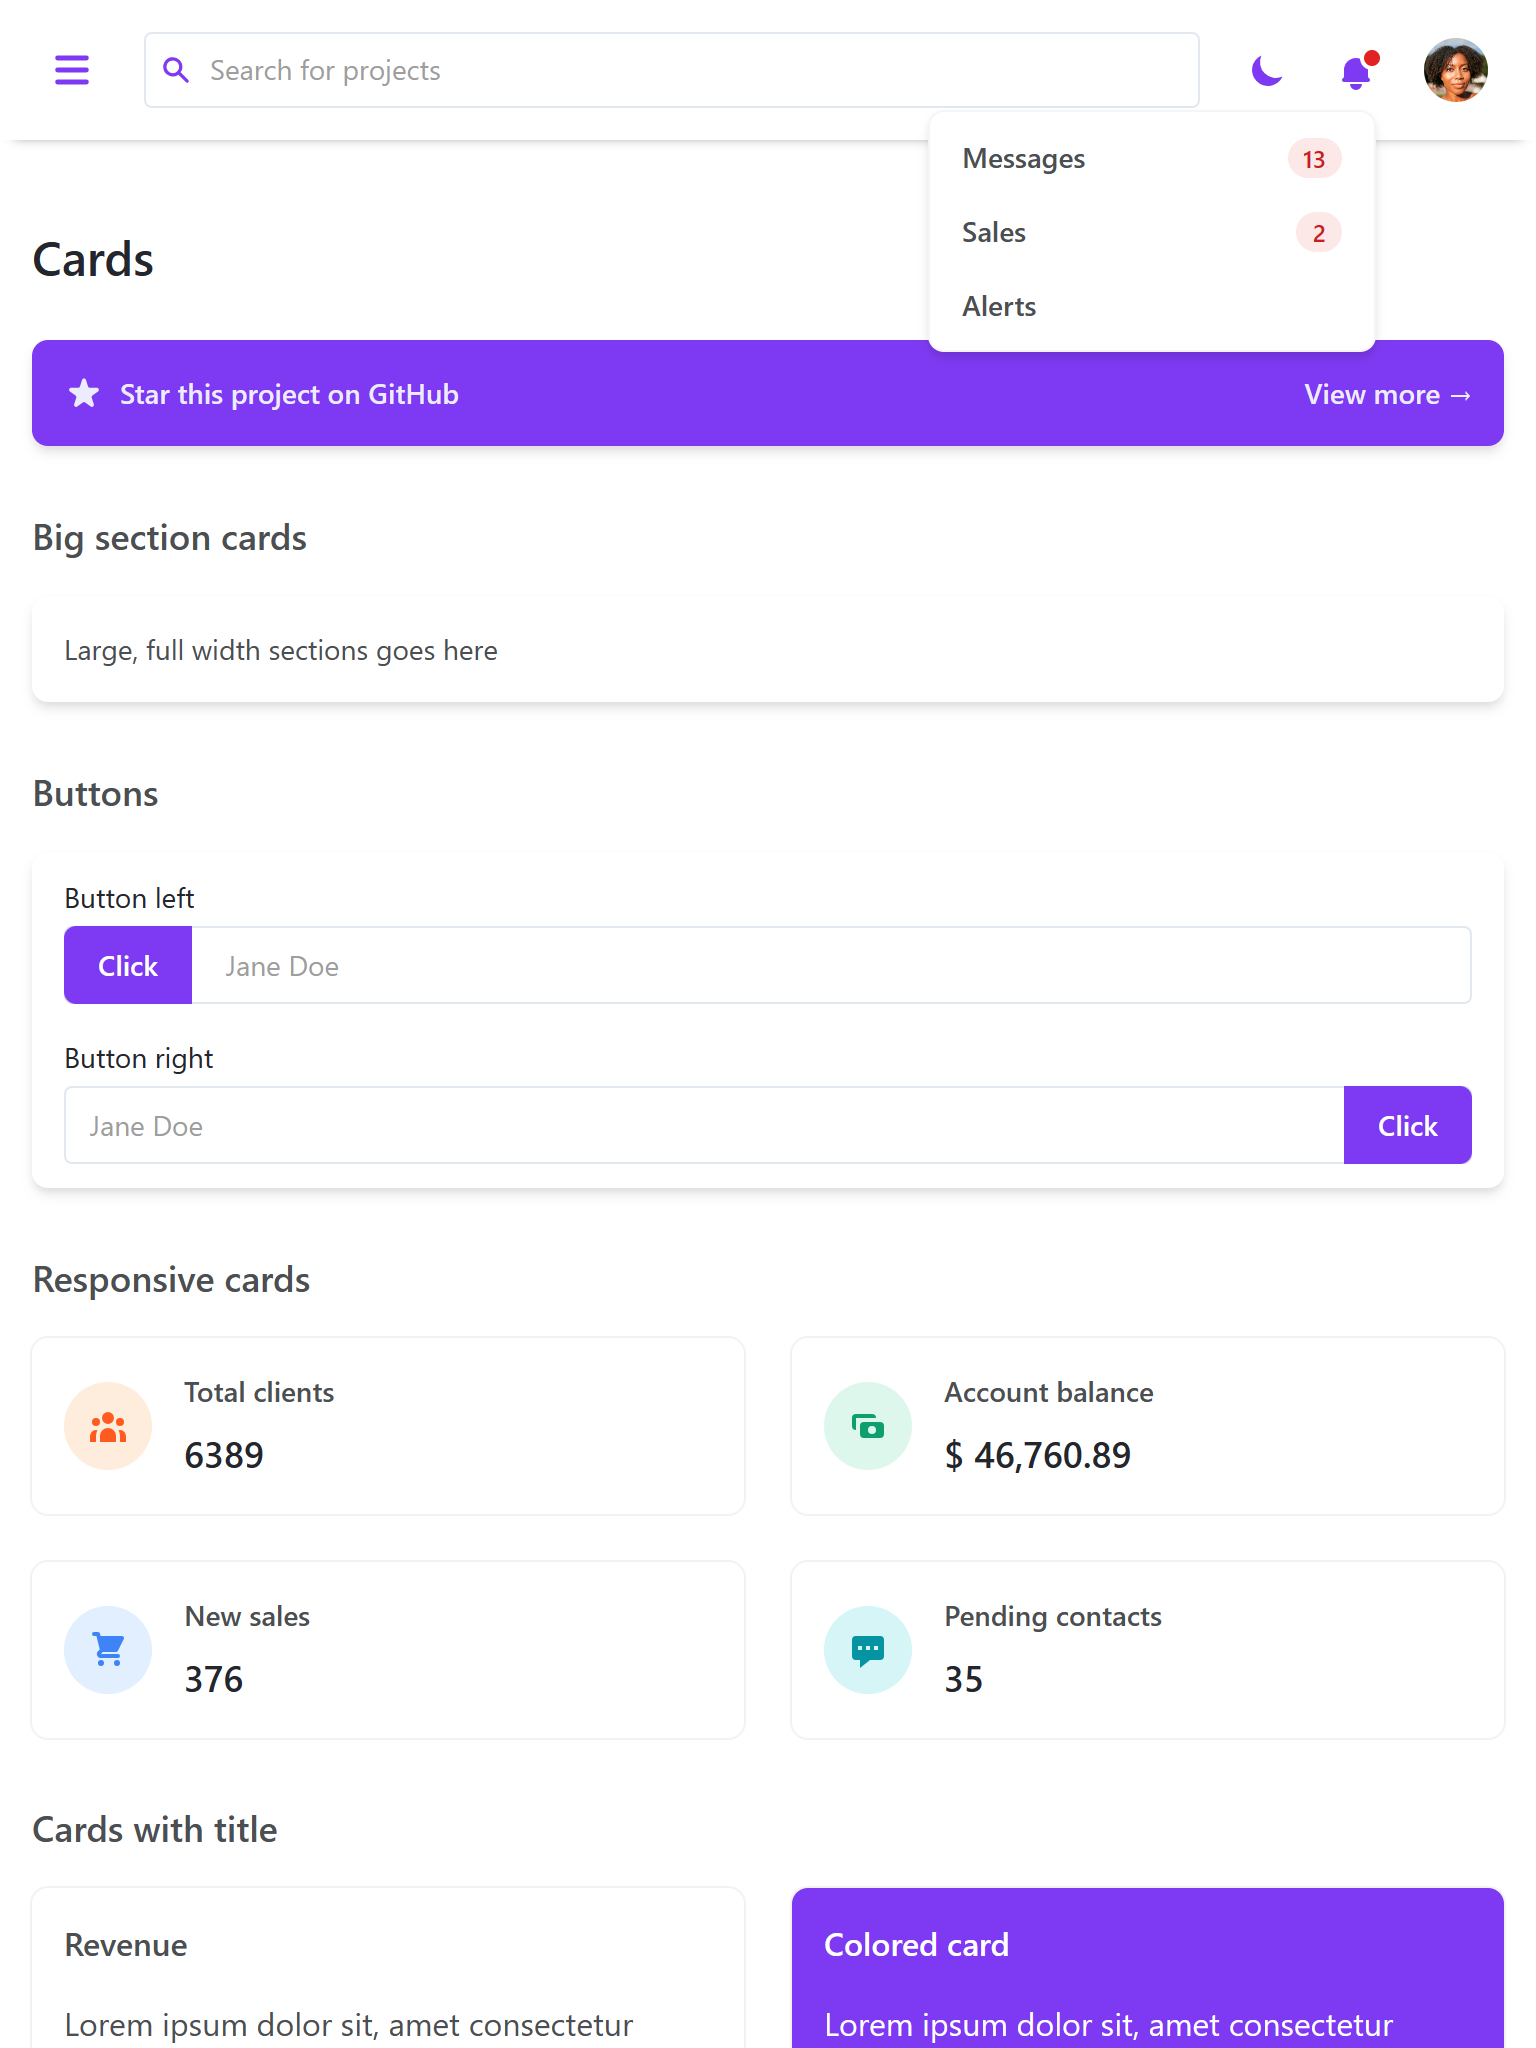 Search for projects
Messages 13
Sales 2
Alerts
Cards
Star this project on GitHub
View more →
Big section cards
Large, full width sections goes here
Buttons
Button left
Click
Jane Doe
Button right
Jane Doe
Click
Responsive cards
Total clients
6389
Account balance
$ 46,760.89
New sales
376
Pending contacts
35
Cards with title
Revenue
Lorem ipsum dolor sit, amet consectetur
Colored card
Lorem ipsum dolor sit, amet consectetur